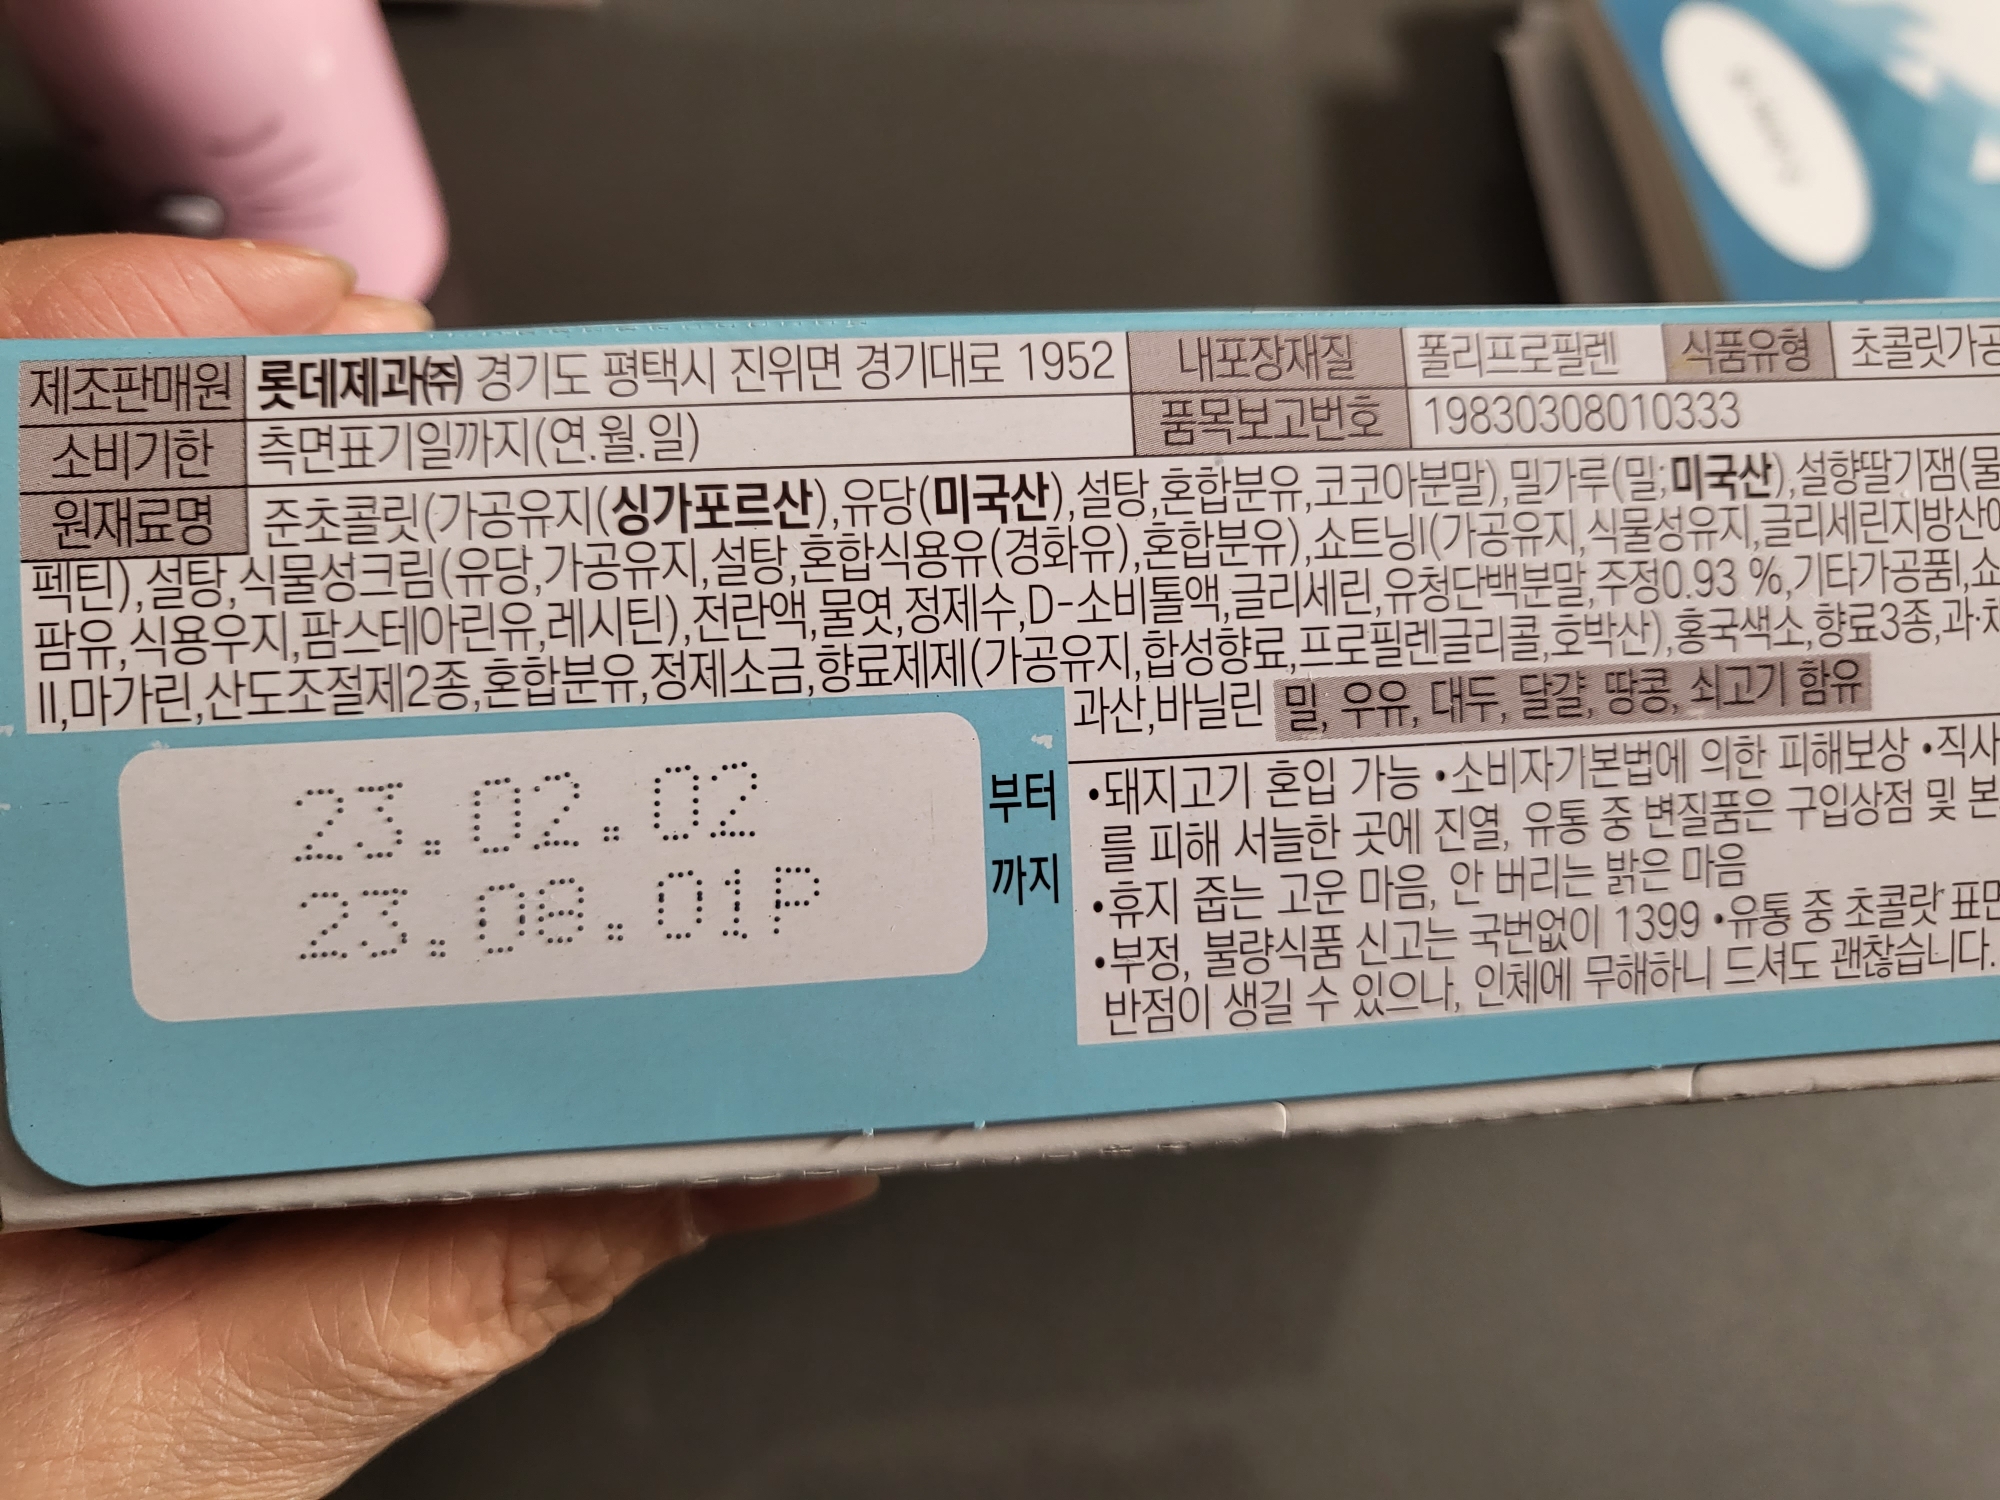 제조판매원 롯데제과㈜ 경기도 평택시 진위면 경기대로 1952 내포장재질 폴리프로필렌 식품유형 초콜릿가공
소비기한 측면표기일까지(연.월.일) 품목보고번호 19830308010333
원재료명 준초콜릿(가공유지(싱가포르산),유당(미국산),설탕,혼합분유,코코아분말),밀가루(밀;미국산),설향딸기잼(물
펙틴),설탕,식물성크림(유당,가공유지,설탕,혼합식용유(경화유),혼합분유),쇼트닝I(가공유지,식물성유지,글리세린지방산에
팜유,식용우지,팜스테아린유,레시틴),전란액,물엿,정제수,D-소비톨액,글리세린,유청단백분말,주정0.93 %,기타가공품I,쇼
II,마가린,산도조절제2종,혼합분유,정제소금,향료제제(가공유지,합성향료,프로필렌글리콜,호박산),홍국색소,향료3종,과·채
과산,바닐린 밀, 우유, 대두, 달걀, 땅콩, 쇠고기 함유
23.02.02 부터
23.08.01P 까지
•돼지고기 혼입 가능 •소비자기본법에 의한 피해보상 •직사
를 피해 서늘한 곳에 진열, 유통 중 변질품은 구입상점 및 본
•휴지 줍는 고운 마음, 안 버리는 밝은 마음
•부정, 불량식품 신고는 국번없이 1399 •유통 중 초콜릿 표면
반점이 생길 수 있으나, 인체에 무해하니 드셔도 괜찮습니다.